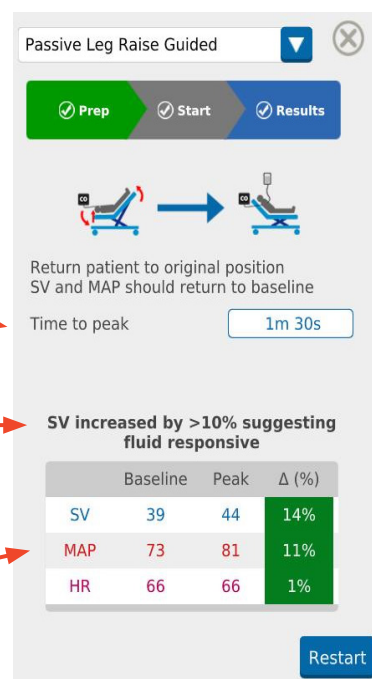 Passive Leg Raise Guided
Prep
Start
Results
CO
CO
Return patient to original position
SV and MAP should return to baseline
Time to peak 1m 30s
SV increased by >10% suggesting
fluid responsive
Baseline Peak Δ (%)
SV 39 44 14%
MAP 73 81 11%
HR 66 66 1%
Restart